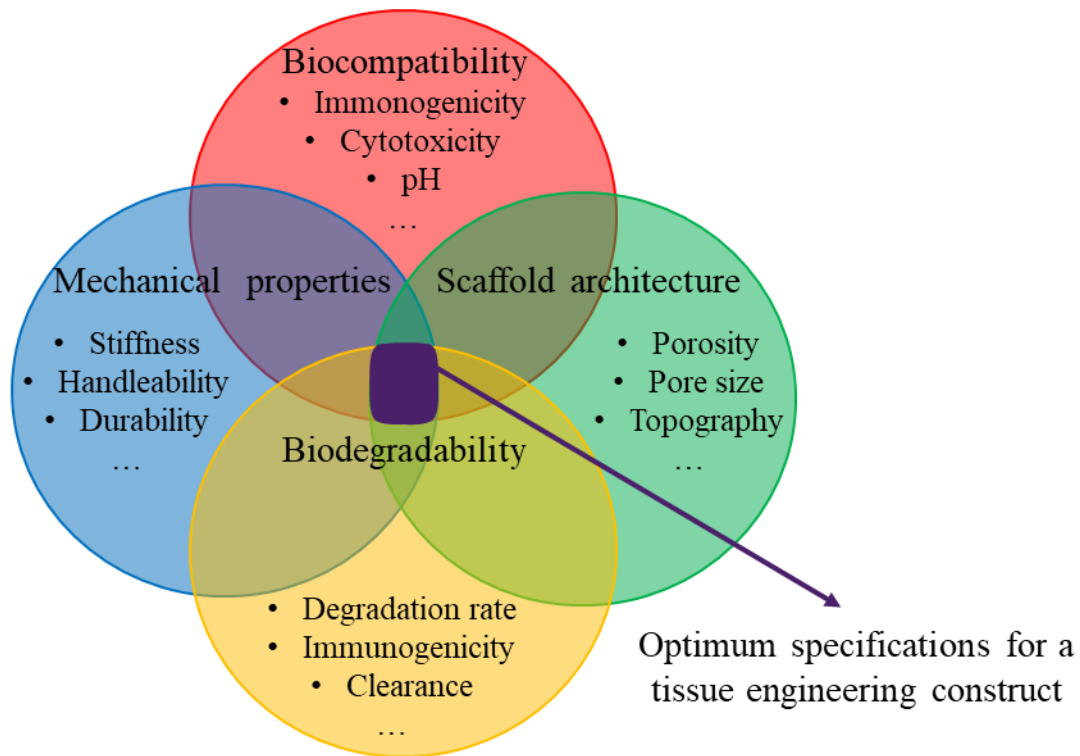 Biocompatibility
• Immonogenicity
• Cytotoxicity
• pH
…
Mechanical properties
• Stiffness
• Handleability
• Durability
…
Scaffold architecture
• Porosity
• Pore size
• Topography
…
Biodegradability
• Degradation rate
• Immunogenicity
• Clearance
…
Optimum specifications for a
tissue engineering construct